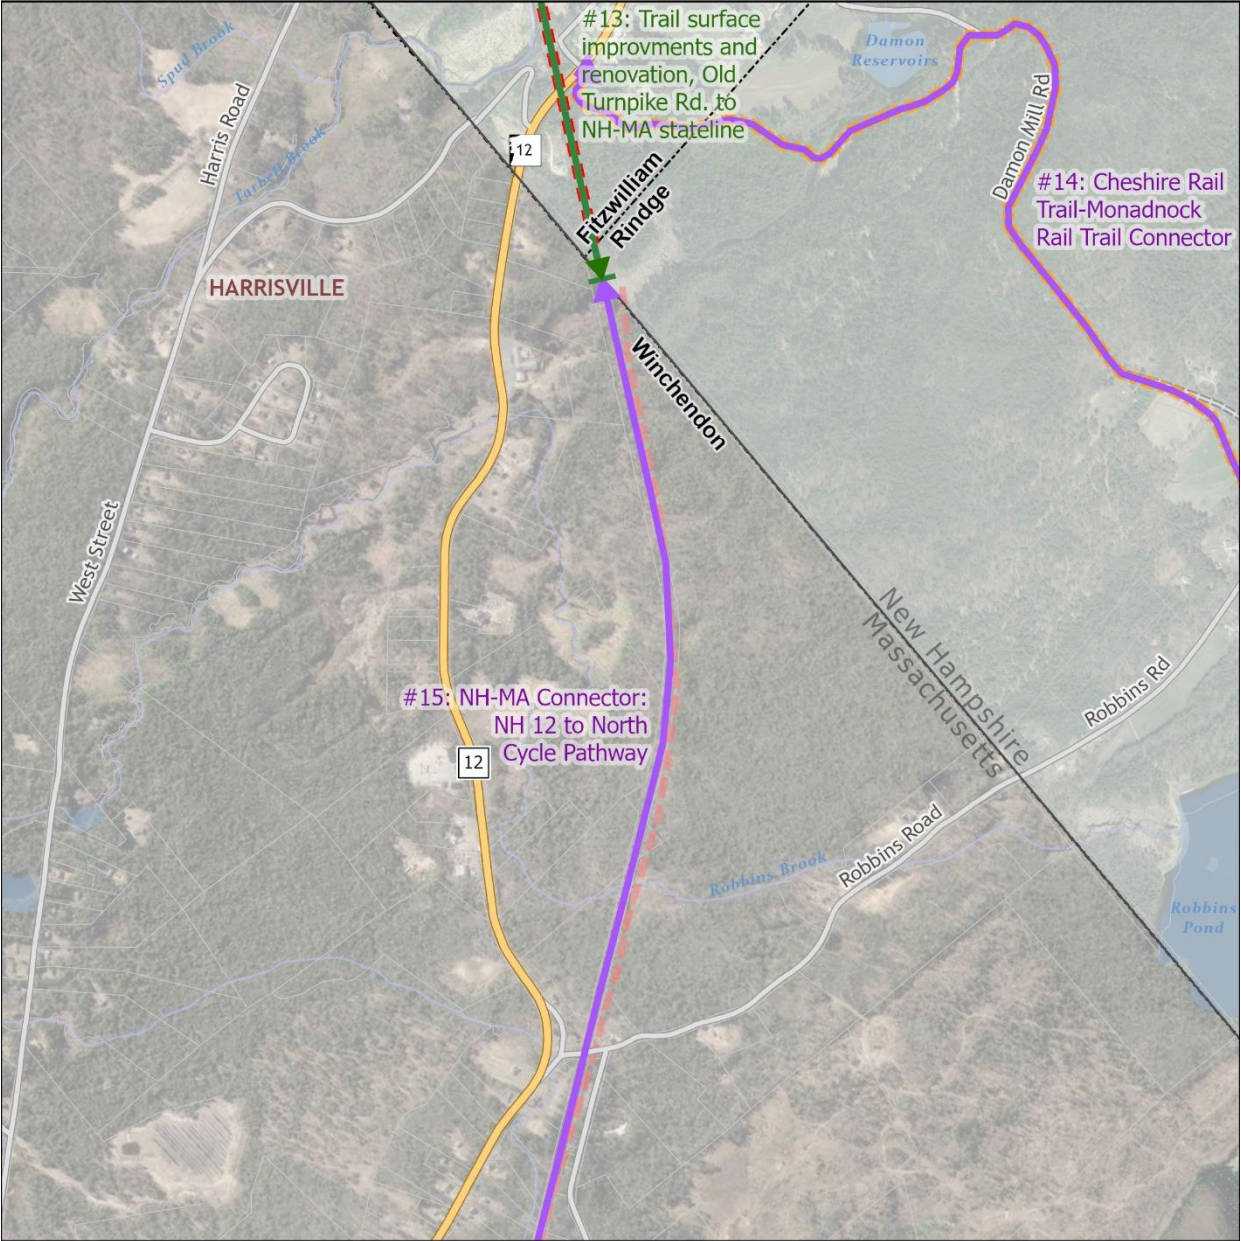 #13: Trail surface
improvments and
renovation, Old
Turnpike Rd. to
NH-MA stateline
Spud Brook
Harris Road
Damon
Reservoirs
Damon Mill Rd
Tarbell Brook
12
Fitzwilliam
Rindge
#14: Cheshire Rail
Trail-Monadnock
Rail Trail Connector
HARRISVILLE
Winchendon
West Street
New Hampshire
Massachusetts
#15: NH-MA Connector:
NH 12 to North
Cycle Pathway
12
Robbins Rd
Robbins Road
Robbins Brook
Robbins
Pond